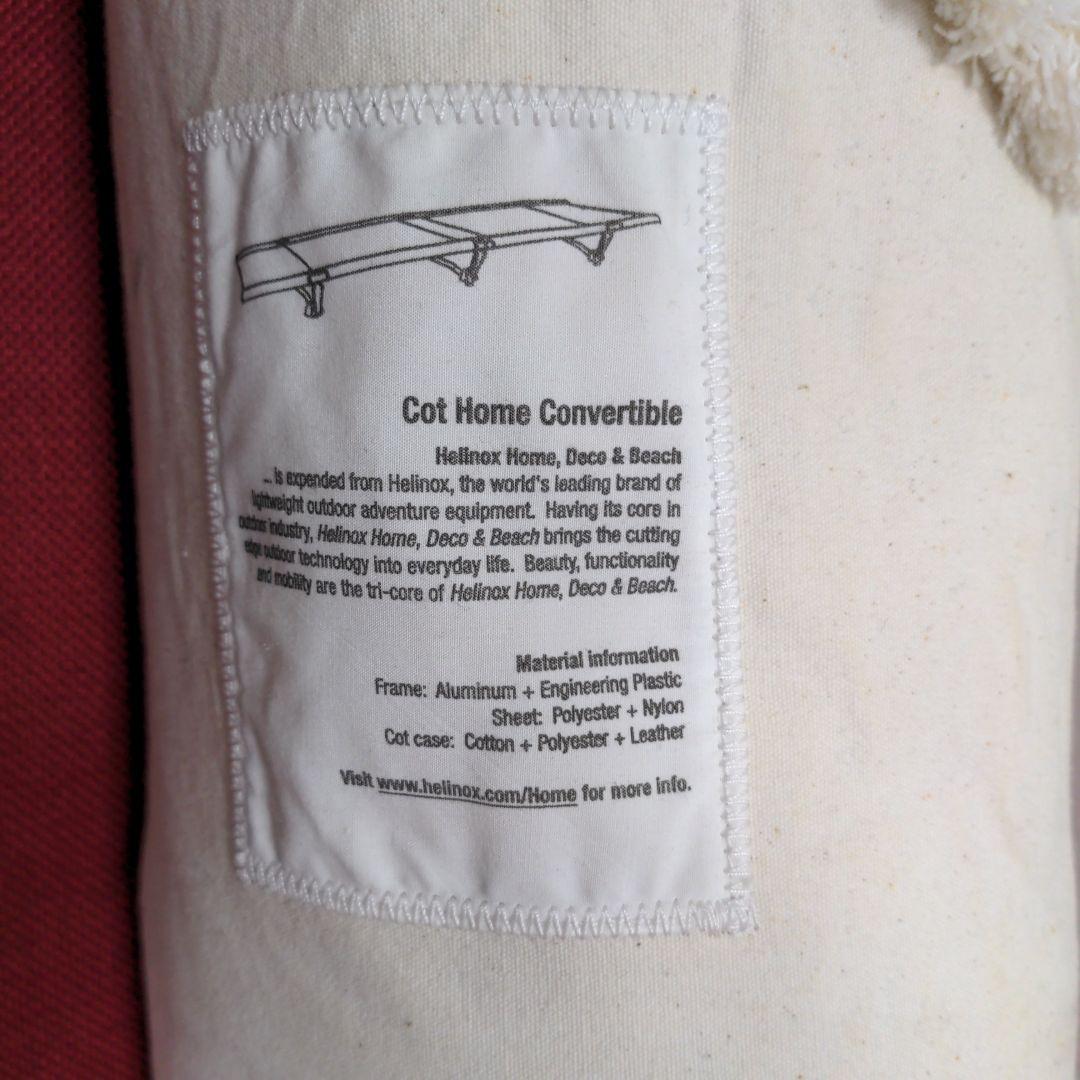 Cot Home Convertible
Helinox Home, Deco & Beach
... is expended from Helinox, the world's leading brand of
lightweight outdoor adventure equipment. Having its core in
outdoor industry, Helinox Home, Deco & Beach brings the cutting
edge outdoor technology into everyday life. Beauty, functionality
and mobility are the tri-core of Helinox Home, Deco & Beach.
Material information
Frame: Aluminum + Engineering Plastic
Sheet: Polyester + Nylon
Cot case: Cotton + Polyester + Leather
Visit www.helinox.com/Home for more info.